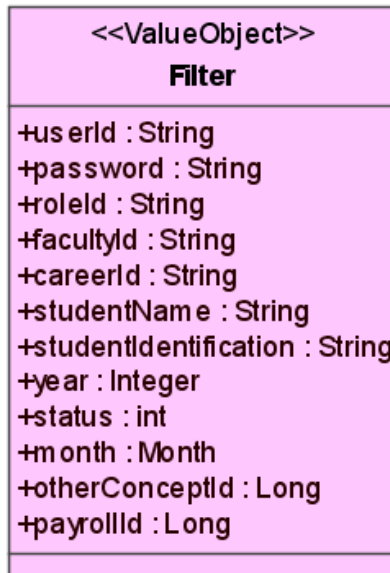 <<ValueObject>>
Filter
+userId : String
+password : String
+roleId : String
+facultyId : String
+careerId : String
+studentName : String
+studentIdentification : String
+year : Integer
+status : int
+month : Month
+otherConceptId : Long
+payrollId : Long